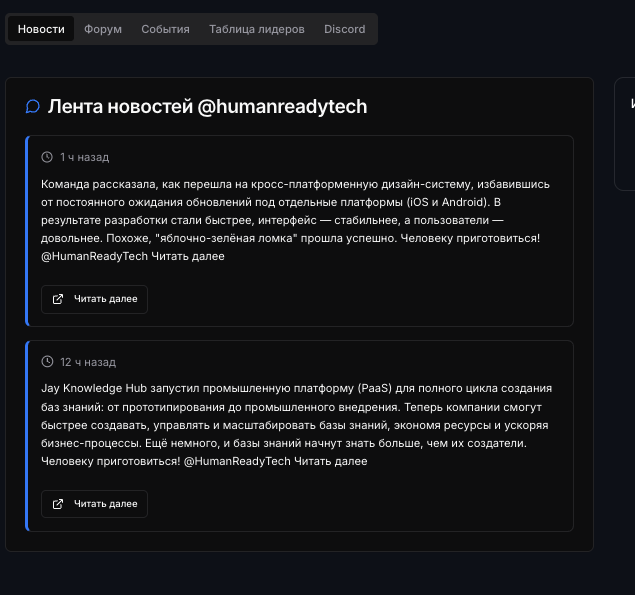 Новости Форум События Таблица лидеров Discord
Лента новостей @humanreadytech
1 ч назад
Команда рассказала, как перешла на кросс-платформенную дизайн-систему, избавившись
от постоянного ожидания обновлений под отдельные платформы (iOS и Android). В
результате разработки стали быстрее, интерфейс — стабильнее, а пользователи —
довольнее. Похоже, "яблочно-зелёная ломка" прошла успешно. Человеку приготовиться!
@HumanReadyTech Читать далее
Читать далее
12 ч назад
Jay Knowledge Hub запустил промышленную платформу (PaaS) для полного цикла создания
баз знаний: от прототипирования до промышленного внедрения. Теперь компании смогут
быстрее создавать, управлять и масштабировать базы знаний, экономя ресурсы и ускоряя
бизнес-процессы. Ещё немного, и базы знаний начнут знать больше, чем их создатели.
Человеку приготовиться! @HumanReadyTech Читать далее
Читать далее